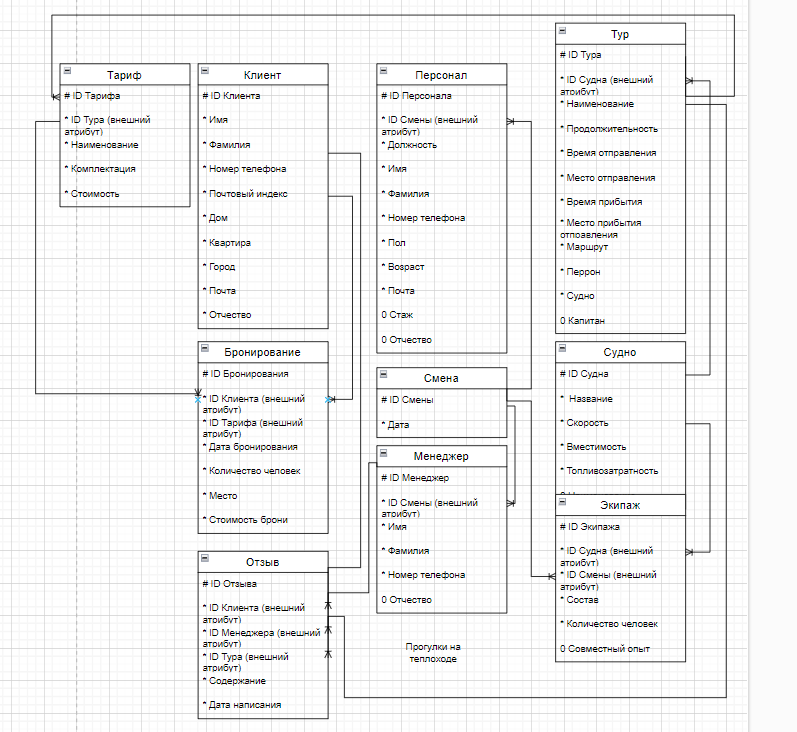 Тариф
# ID Тарифа
* ID Тура (внешний
атрибут)
* Наименование
* Комплектация
* Стоимость
Клиент
# ID Клиента
* Имя
* Фамилия
* Номер телефона
* Почтовый индекс
* Дом
* Квартира
* Город
* Почта
* Отчество
Персонал
# ID Персонала
* ID Смены (внешний
атрибут)
* Должность
* Имя
* Фамилия
* Номер телефона
* Пол
* Возраст
* Почта
0 Стаж
0 Отчество
Тур
# ID Тура
* ID Судна (внешний
атрибут)
* Наименование
* Продолжительность
* Время отправления
* Место отправления
* Время прибытия
* Место прибытия
отправления
* Маршрут
* Перрон
* Судно
0 Капитан
Бронирование
# ID Бронирования
* ID Клиента (внешний
атрибут)
* ID Тарифа (внешний
атрибут)
* Дата бронирования
* Количество человек
* Место
* Стоимость брони
Смена
# ID Смены
* Дата
Судно
# ID Судна
* Название
* Скорость
* Вместимость
* Топливозатратность
Менеджер
# ID Менеджер
* ID Смены (внешний
атрибут)
* Имя
* Фамилия
* Номер телефона
0 Отчество
Экипаж
# ID Экипажа
* ID Судна (внешний
атрибут)
* ID Смены (внешний
атрибут)
* Состав
* Количество человек
0 Совместный опыт
Отзыв
# ID Отзыва
* ID Клиента (внешний
атрибут)
* ID Менеджера (внешний
атрибут)
* ID Тура (внешний
атрибут)
* Содержание
* Дата написания
Прогулки на
теплоходе